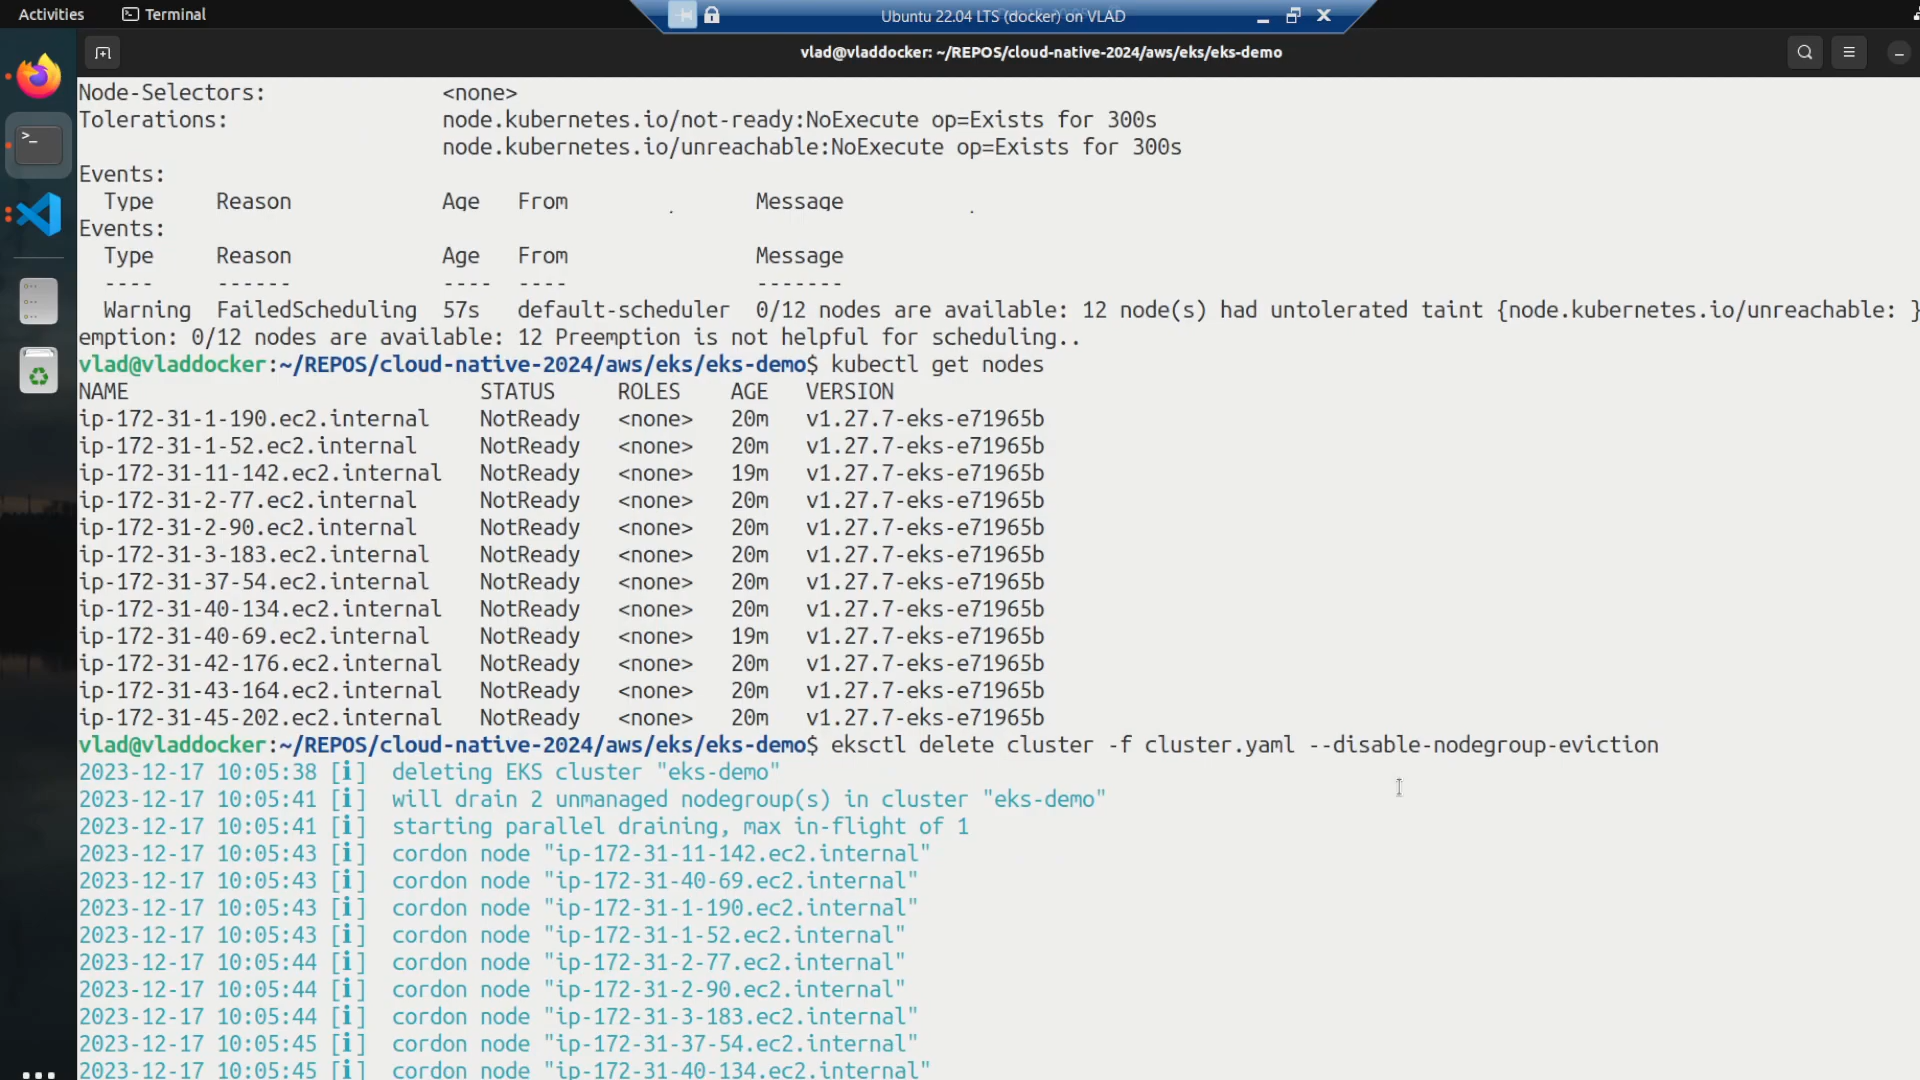 Activities Terminal Ubuntu 22.04 LTS (docker) on VLAD
vlad@vladdocker: ~/REPOS/cloud-native-2024/aws/eks/eks-demo
Node-Selectors: <none>
Tolerations: node.kubernetes.io/not-ready:NoExecute op=Exists for 300s
node.kubernetes.io/unreachable:NoExecute op=Exists for 300s
Events:
Type Reason Age From Message
Events:
Type Reason Age From Message
---- ------ ---- ---- -------
Warning FailedScheduling 57s default-scheduler 0/12 nodes are available: 12 node(s) had untolerated taint {node.kubernetes.io/unreachable: }
emption: 0/12 nodes are available: 12 Preemption is not helpful for scheduling..
vlad@vladdocker:~/REPOS/cloud-native-2024/aws/eks/eks-demo$ kubectl get nodes
NAME STATUS ROLES AGE VERSION
ip-172-31-1-190.ec2.internal NotReady <none> 20m v1.27.7-eks-e71965b
ip-172-31-1-52.ec2.internal NotReady <none> 20m v1.27.7-eks-e71965b
ip-172-31-11-142.ec2.internal NotReady <none> 19m v1.27.7-eks-e71965b
ip-172-31-2-77.ec2.internal NotReady <none> 20m v1.27.7-eks-e71965b
ip-172-31-2-90.ec2.internal NotReady <none> 20m v1.27.7-eks-e71965b
ip-172-31-3-183.ec2.internal NotReady <none> 20m v1.27.7-eks-e71965b
ip-172-31-37-54.ec2.internal NotReady <none> 20m v1.27.7-eks-e71965b
ip-172-31-40-134.ec2.internal NotReady <none> 20m v1.27.7-eks-e71965b
ip-172-31-40-69.ec2.internal NotReady <none> 19m v1.27.7-eks-e71965b
ip-172-31-42-176.ec2.internal NotReady <none> 20m v1.27.7-eks-e71965b
ip-172-31-43-164.ec2.internal NotReady <none> 20m v1.27.7-eks-e71965b
ip-172-31-45-202.ec2.internal NotReady <none> 20m v1.27.7-eks-e71965b
vlad@vladdocker:~/REPOS/cloud-native-2024/aws/eks/eks-demo$ eksctl delete cluster -f cluster.yaml --disable-nodegroup-eviction
2023-12-17 10:05:38 [ℹ] deleting EKS cluster "eks-demo"
2023-12-17 10:05:41 [ℹ] will drain 2 unmanaged nodegroup(s) in cluster "eks-demo"
2023-12-17 10:05:41 [ℹ] starting parallel draining, max in-flight of 1
2023-12-17 10:05:43 [ℹ] cordon node "ip-172-31-11-142.ec2.internal"
2023-12-17 10:05:43 [ℹ] cordon node "ip-172-31-40-69.ec2.internal"
2023-12-17 10:05:43 [ℹ] cordon node "ip-172-31-1-190.ec2.internal"
2023-12-17 10:05:43 [ℹ] cordon node "ip-172-31-1-52.ec2.internal"
2023-12-17 10:05:44 [ℹ] cordon node "ip-172-31-2-77.ec2.internal"
2023-12-17 10:05:44 [ℹ] cordon node "ip-172-31-2-90.ec2.internal"
2023-12-17 10:05:44 [ℹ] cordon node "ip-172-31-3-183.ec2.internal"
2023-12-17 10:05:45 [ℹ] cordon node "ip-172-31-37-54.ec2.internal"
2023-12-17 10:05:45 [ℹ] cordon node "ip-172-31-40-134.ec2.internal"